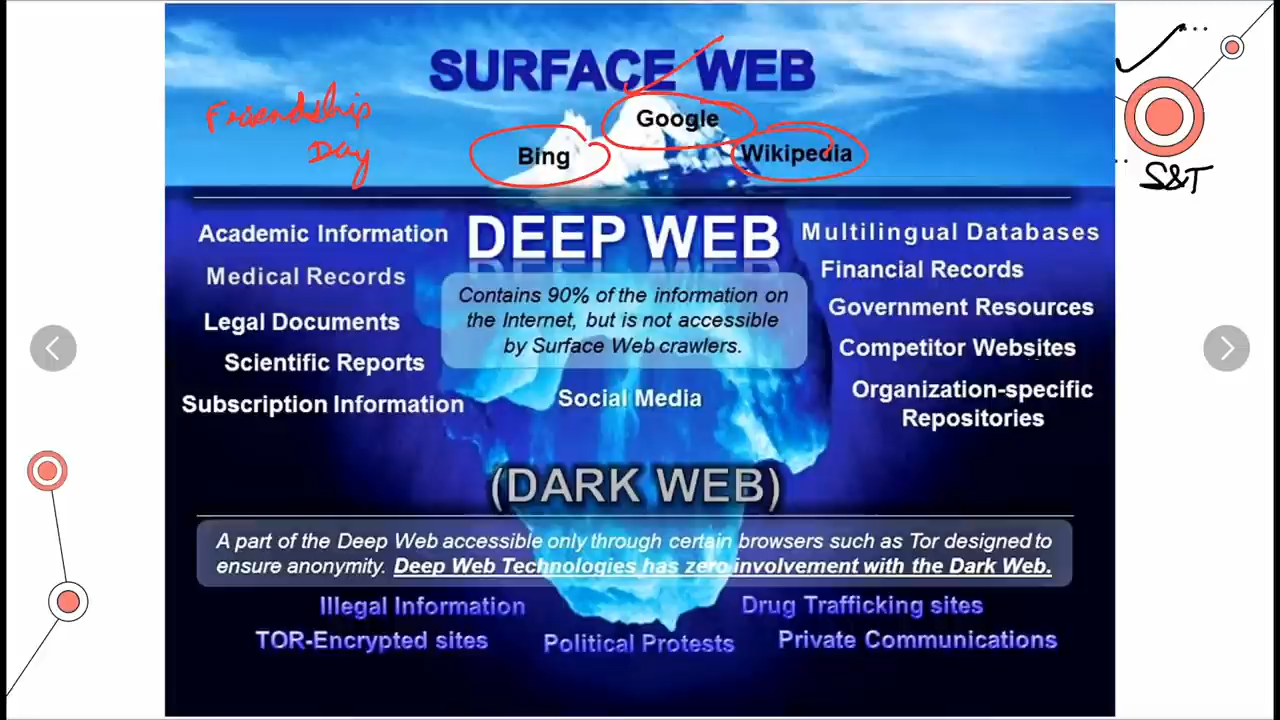 SURFACE WEB
Friendship
Day
Google
Bing
Wikipedia
S&T
DEEP WEB
Contains 90% of the information on
the Internet, but is not accessible
by Surface Web crawlers.
Academic Information
Medical Records
Legal Documents
Scientific Reports
Subscription Information
Social Media
Multilingual Databases
Financial Records
Government Resources
Competitor Websites
Organization-specific
Repositories
(DARK WEB)
A part of the Deep Web accessible only through certain browsers such as Tor designed to
ensure anonymity. Deep Web Technologies has zero involvement with the Dark Web.
Illegal Information
Drug Trafficking sites
TOR-Encrypted sites
Political Protests
Private Communications